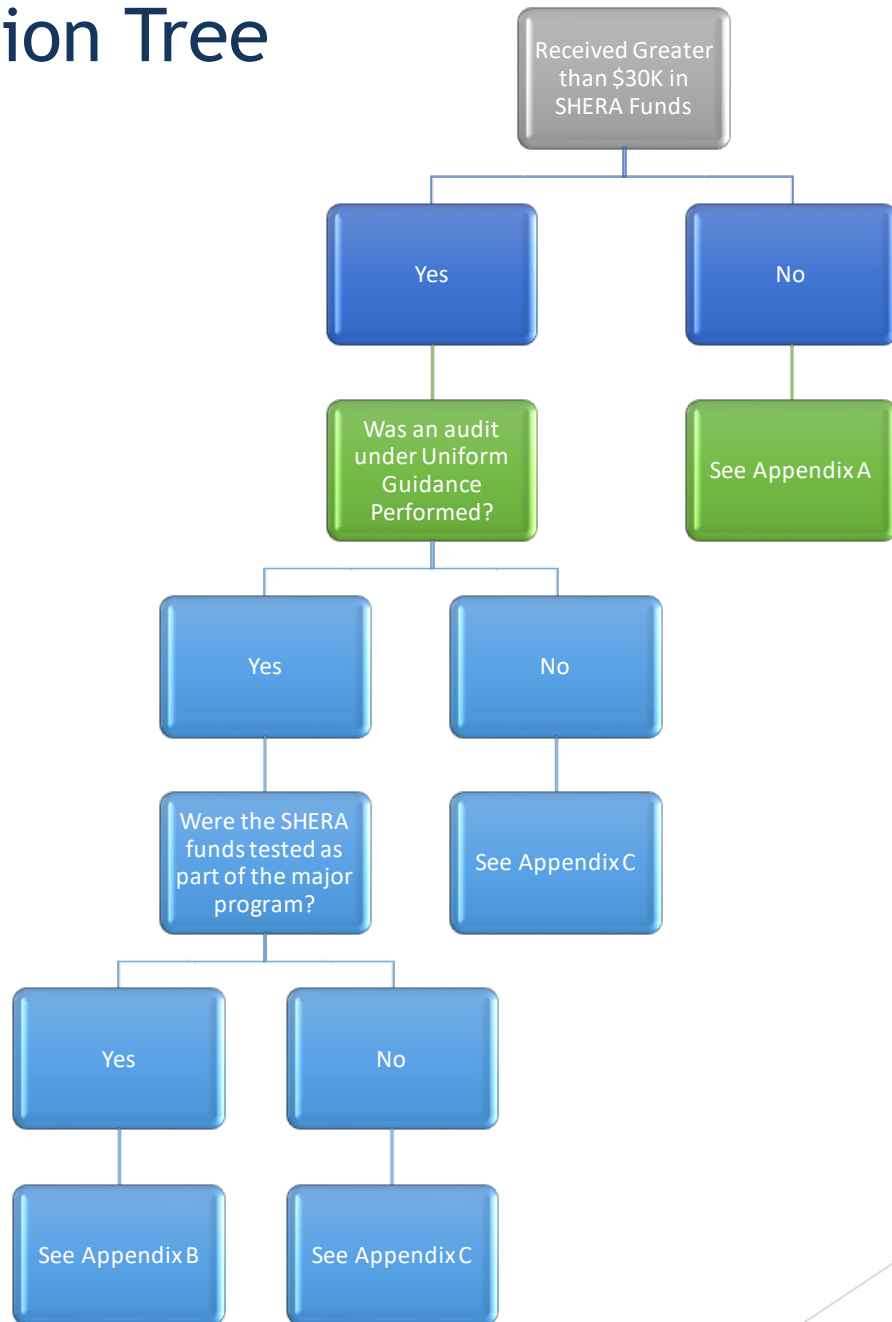 ion Tree
Received Greater
than $30K in
SHERA Funds
Yes
No
Was an audit
under Uniform
Guidance
Performed?
See Appendix A
Yes
No
Were the SHERA
funds tested as
part of the major
program?
See Appendix C
Yes
No
See Appendix B
See Appendix C